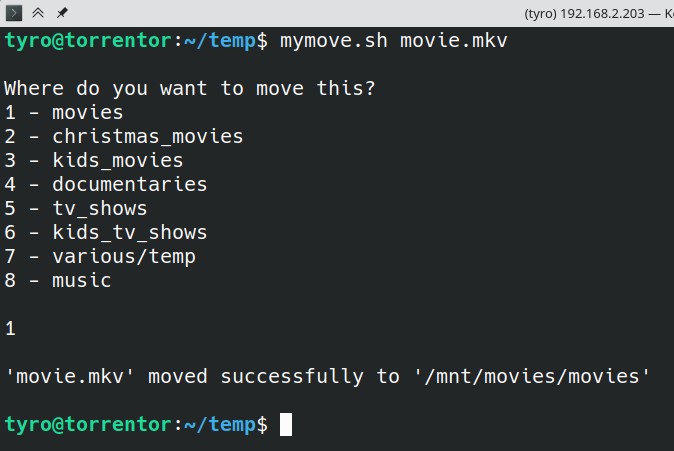 (tyro) 192.168.2.203 — K
tyro@torrentor:~/temp$ mymove.sh movie.mkv
Where do you want to move this?
1 - movies
2 - christmas_movies
3 - kids_movies
4 - documentaries
5 - tv_shows
6 - kids_tv_shows
7 - various/temp
8 - music
1
'movie.mkv' moved successfully to '/mnt/movies/movies'
tyro@torrentor:~/temp$